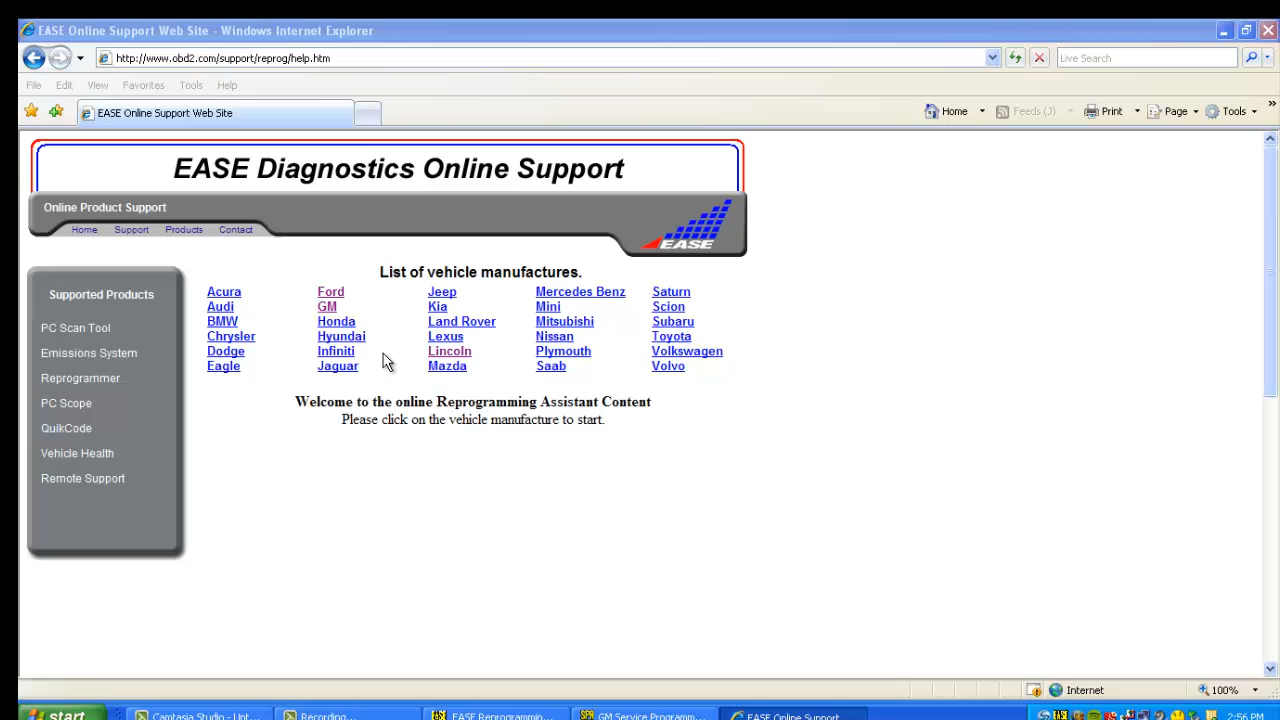 EASE Online Support Web Site - Windows Internet Explorer
http://www.obd2.com/support/reprog/help.htm
Live Search
File Edit View Favorites Tools Help
EASE Online Support Web Site
Home Feeds (J) Print Page Tools »
EASE Diagnostics Online Support
Online Product Support
Home Support Products Contact
EASE
Supported Products
PC Scan Tool
Emissions System
Reprogrammer
PC Scope
QuikCode
Vehicle Health
Remote Support
List of vehicle manufactures.
Acura Ford Jeep Mercedes Benz Saturn
Audi GM Kia Mini Scion
BMW Honda Land Rover Mitsubishi Subaru
Chrysler Hyundai Lexus Nissan Toyota
Dodge Infiniti Lincoln Plymouth Volkswagen
Eagle Jaguar Mazda Saab Volvo
Welcome to the online Reprogramming Assistant Content
Please click on the vehicle manufacture to start.
Internet 100%
start Camtasia Studio - Unt... Recording... EASE Reprogrammin... GM Service Programm... EASE Online Support ... 2:56 PM